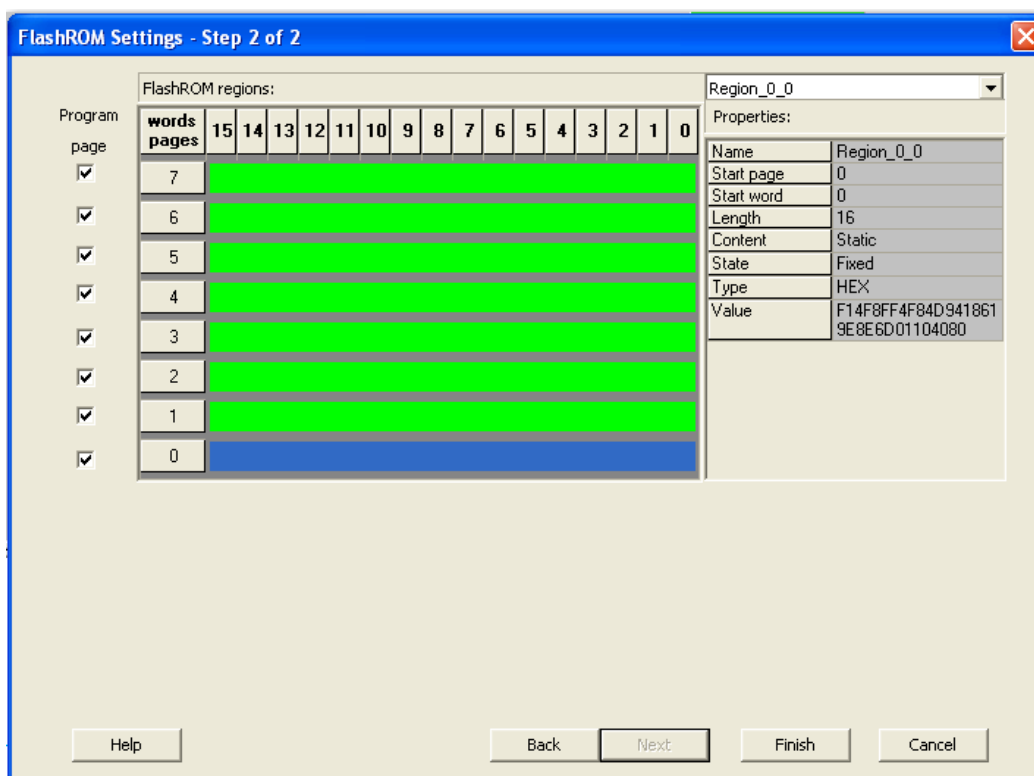 FlashROM Settings - Step 2 of 2
FlashROM regions:
Region_0_0
Program
page
words
pages
15 14 13 12 11 10 9 8 7 6 5 4 3 2 1 0
Properties:
Name Region_0_0
Start page 0
Start word 0
Length 16
Content Static
State Fixed
Type HEX
Value F14F8FF4F84D941861
9E8E6D01104080
7
6
5
4
3
2
1
0
Help Back Next Finish Cancel